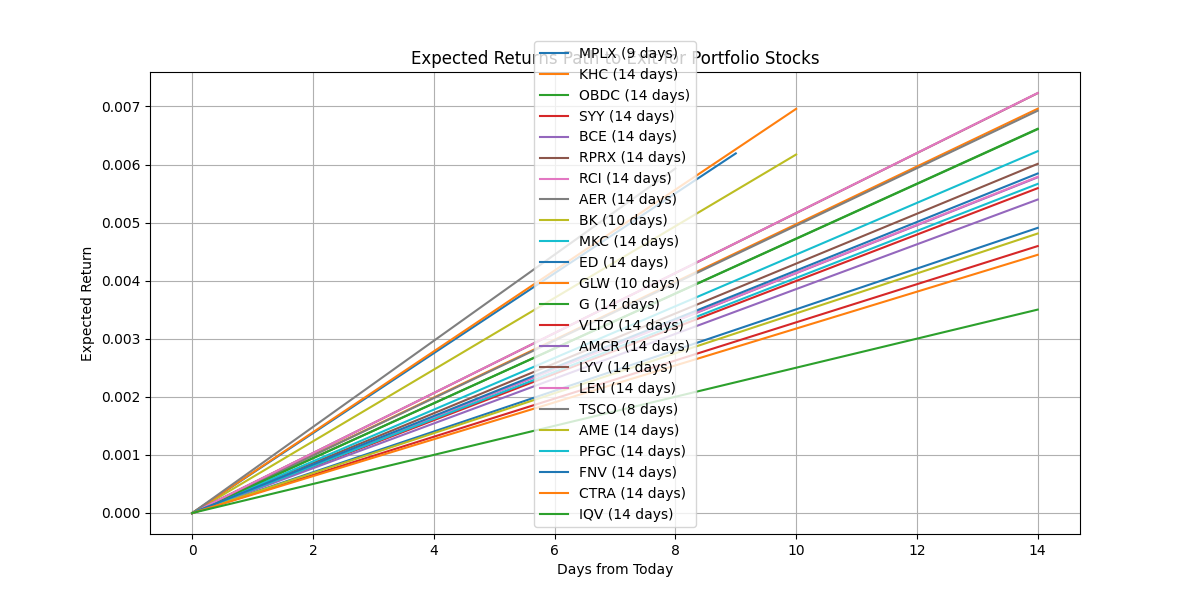 Expected Returns Path to Exit for Portfolio Stocks
MPLX (9 days)
KHC (14 days)
OBDC (14 days)
SYY (14 days)
BCE (14 days)
RPRX (14 days)
RCI (14 days)
AER (14 days)
BK (10 days)
MKC (14 days)
ED (14 days)
GLW (10 days)
G (14 days)
VLTO (14 days)
AMCR (14 days)
LYV (14 days)
LEN (14 days)
TSCO (8 days)
AME (14 days)
PFGC (14 days)
FNV (14 days)
CTRA (14 days)
IQV (14 days)
Expected Return
0.007
0.006
0.005
0.004
0.003
0.002
0.001
0.000
0 2 4 6 8 10 12 14
Days from Today